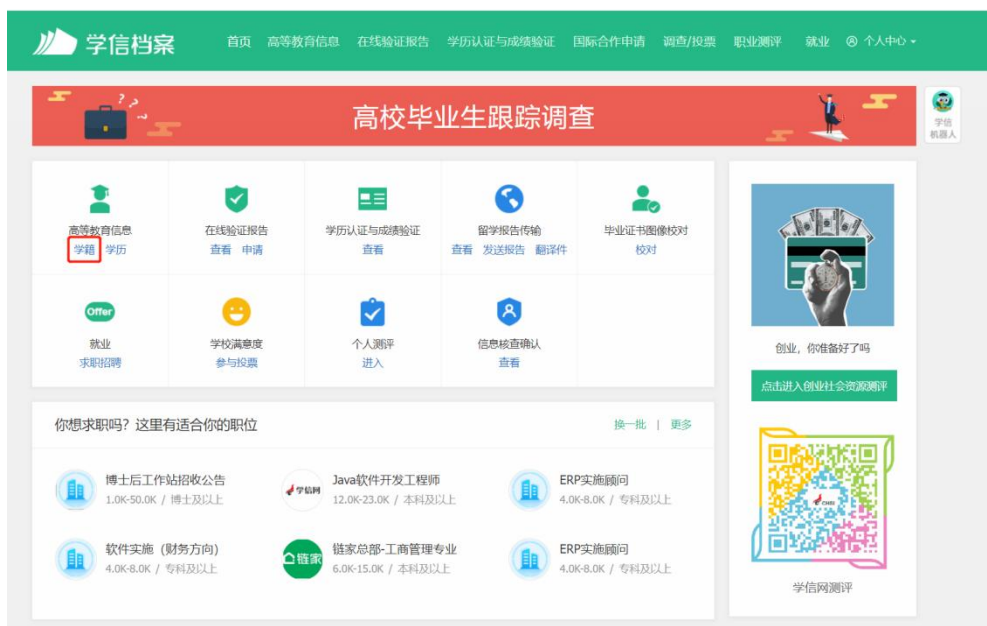 学信档案
首页 高等教育信息 在线验证报告 学历认证与成绩验证 国际合作申请 调查/投票 职业测评 就业 个人中心
高校毕业生跟踪调查
学信
机器人
高等教育信息
学籍 学历
在线验证报告
查看 申请
学历认证与成绩验证
查看
留学报告传输
查看 发送报告 翻译件
毕业证书图像校对
校对
Offer
就业
求职招聘
学校满意度
参与投票
个人测评
进入
信息核查确认
查看
创业，你准备好了吗
点击进入创业社会资源测评
你想求职吗？这里有适合你的职位
换一批 | 更多
博士后工作站招收公告
1.0K-50.0K / 博士及以上
学信网
Java软件开发工程师
12.0K-23.0K / 本科及以上
ERP实施顾问
4.0K-8.0K / 专科及以上
软件实施（财务方向）
4.0K-8.0K / 专科及以上
链家
链家总部-工商管理专业
6.0K-15.0K / 本科及以上
ERP实施顾问
4.0K-8.0K / 专科及以上
学信网测评